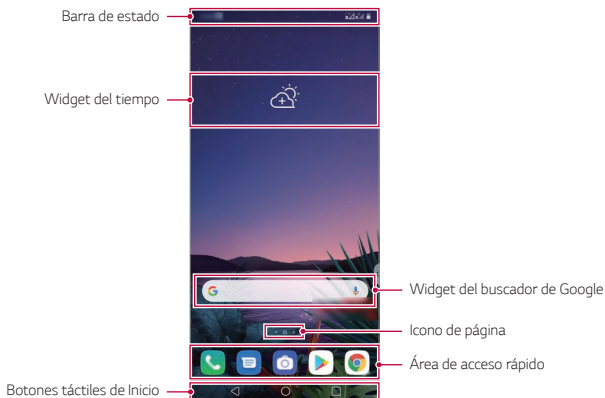 Barra de estado
Widget del tiempo
Widget del buscador de Google
Icono de página
Área de acceso rápido
Botones táctiles de Inicio